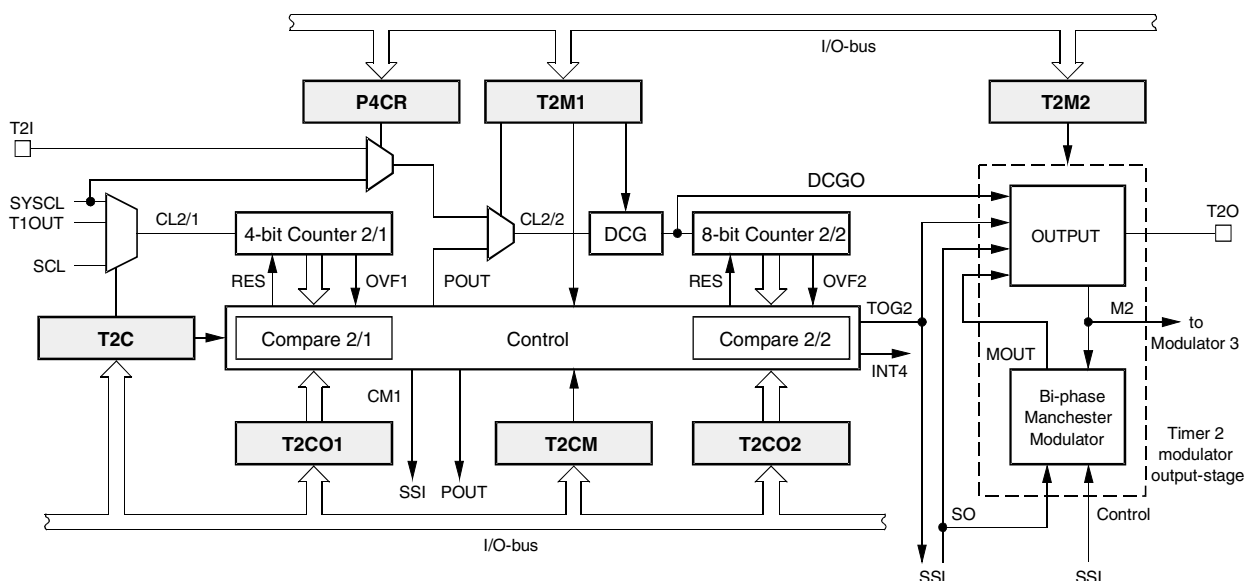 I/O-bus
P4CR
T2M1
T2M2
T2I
DCGO
SYSCL
T1OUT
SCL
CL2/1
4-bit Counter 2/1
CL2/2
DCG
8-bit Counter 2/2
OUTPUT
T2O
RES
OVF1
POUT
RES
OVF2
TOG2
M2
to
Modulator 3
T2C
Compare 2/1
Control
Compare 2/2
INT4
MOUT
CM1
Bi-phase
Manchester
Modulator
T2CO1
T2CM
T2CO2
Timer 2
modulator
output-stage
SSI
POUT
SO
Control
I/O-bus
SSI
SSI